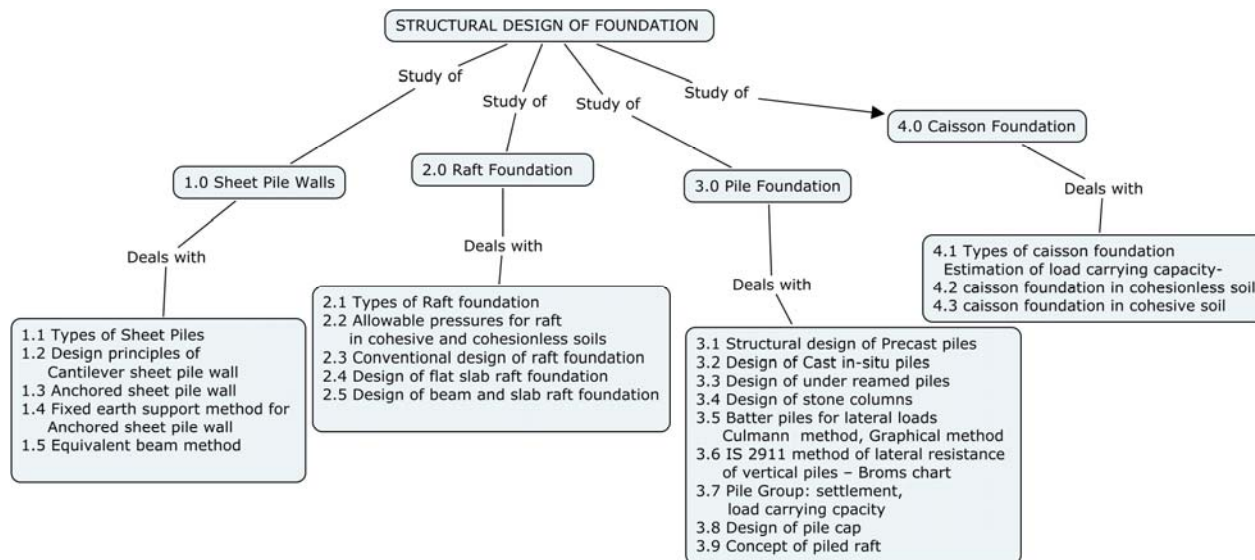 STRUCTURAL DESIGN OF FOUNDATION
Study of
Study of
Study of
Study of
1.0 Sheet Pile Walls
2.0 Raft Foundation
3.0 Pile Foundation
4.0 Caisson Foundation
Deals with
Deals with
Deals with
Deals with
1.1 Types of Sheet Piles
1.2 Design principles of
Cantilever sheet pile wall
1.3 Anchored sheet pile wall
1.4 Fixed earth support method for
Anchored sheet pile wall
1.5 Equivalent beam method
2.1 Types of Raft foundation
2.2 Allowable pressures for raft
in cohesive and cohesionless soils
2.3 Conventional design of raft foundation
2.4 Design of flat slab raft foundation
2.5 Design of beam and slab raft foundation
3.1 Structural design of Precast piles
3.2 Design of Cast in-situ piles
3.3 Design of under reamed piles
3.4 Design of stone columns
3.5 Batter piles for lateral loads
Culmann method, Graphical method
3.6 IS 2911 method of lateral resistance
of vertical piles – Broms chart
3.7 Pile Group: settlement,
load carrying cpacity
3.8 Design of pile cap
3.9 Concept of piled raft
4.1 Types of caisson foundation
Estimation of load carrying capacity-
4.2 caisson foundation in cohesionless soil
4.3 caisson foundation in cohesive soil